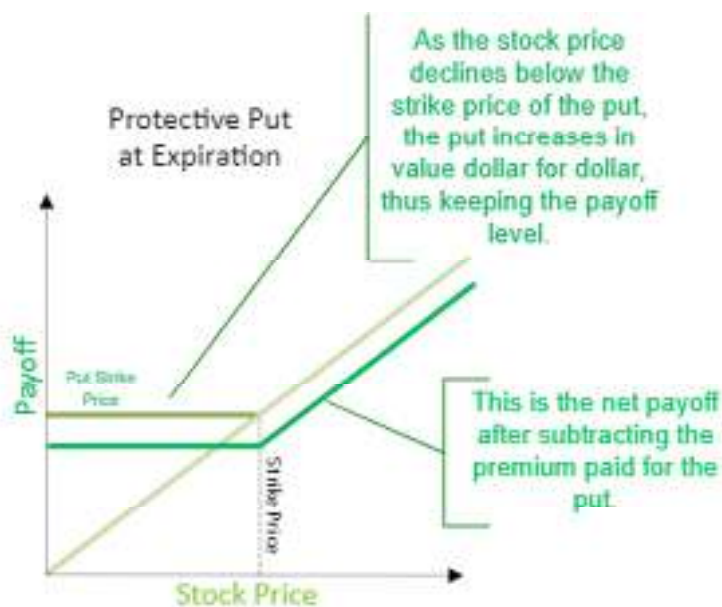 As the stock price
declines below the
strike price of the put,
the put increases in
value dollar for dollar,
thus keeping the payoff
level.
Protective Put
at Expiration
Payoff
Put Strike
Price
Strike Price
This is the net payoff
after subtracting the
premium paid for the
put.
Stock Price